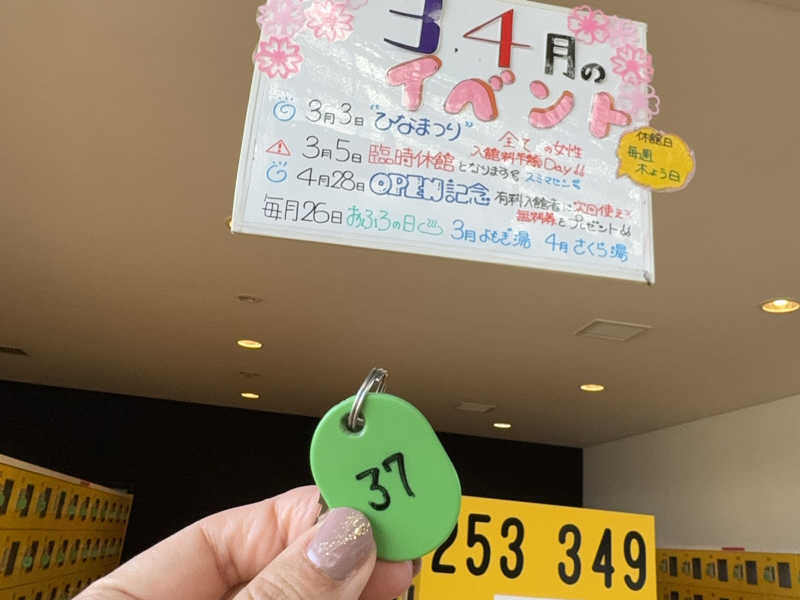 3.4月の
イベント
3月3日 "ひなまつり" 全ての女性
入館料半額Day!!
3月5日 臨時休館となります スミマセン
4月28日 OPEN記念 有料入館者に次回使える
無料券をプレゼント!!
毎月26日 おふろの日 3月よもぎ湯 4月さくら湯
休館日
毎週
木よう日
37
253 349